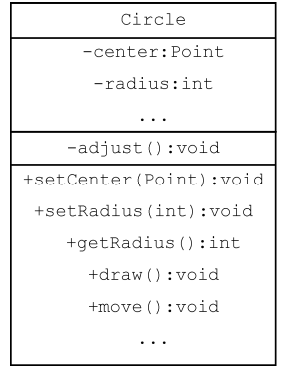 Circle
-center:Point
-radius:int
...
-adjust():void
+setCenter(Point):void
+setRadius(int):void
+getRadius():int
+draw():void
+move():void
...